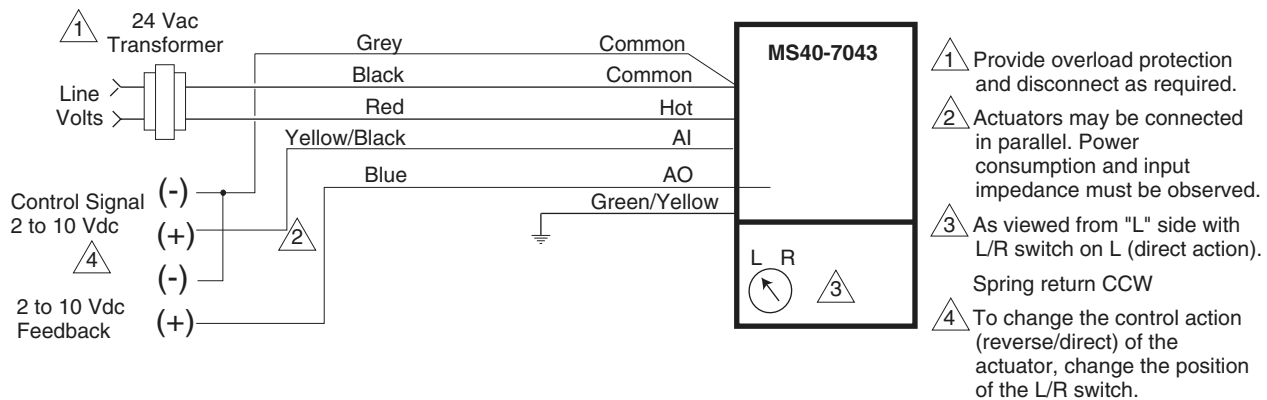 1
24 Vac
Transformer
Line
Volts
Grey
Common
Black
Common
Red
Hot
Yellow/Black
AI
Blue
AO
Green/Yellow
Control Signal
2 to 10 Vdc
4
(-)
(+)
2
(-)
2 to 10 Vdc
Feedback
(+)
MS40-7043
L R
3
1 Provide overload protection
and disconnect as required.
2 Actuators may be connected
in parallel. Power
consumption and input
impedance must be observed.
3 As viewed from "L" side with
L/R switch on L (direct action).
Spring return CCW
4 To change the control action
(reverse/direct) of the
actuator, change the position
of the L/R switch.